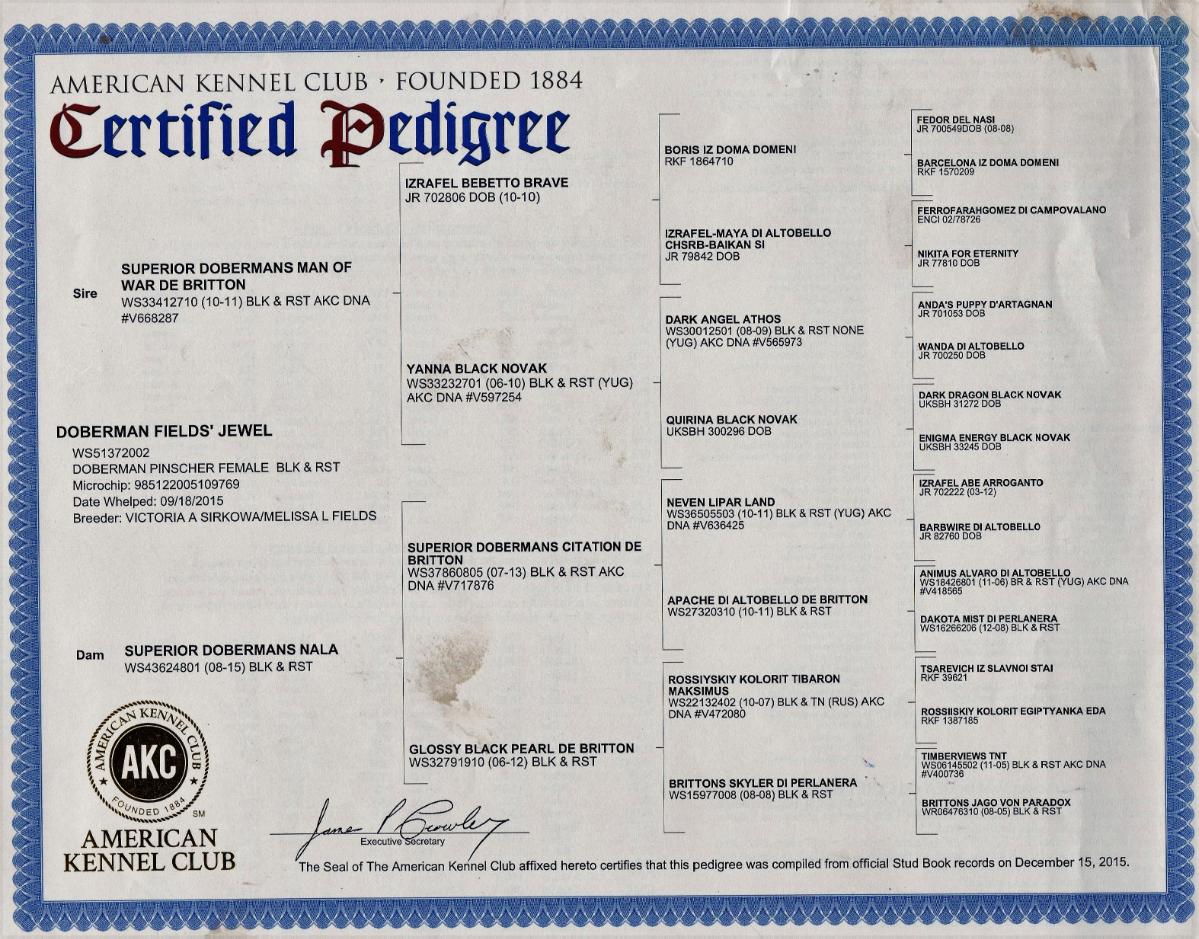 AMERICAN KENNEL CLUB · FOUNDED 1884
Certified Pedigree
Sire
SUPERIOR DOBERMANS MAN OF
WAR DE BRITTON
WS33412710 (10-11) BLK & RST AKC DNA
#V668287
DOBERMAN FIELDS' JEWEL
WS51372002
DOBERMAN PINSCHER FEMALE BLK & RST
Microchip: 985122005109769
Date Whelped: 09/18/2015
Breeder: VICTORIA A SIRKOWA/MELISSA L FIELDS
Dam
SUPERIOR DOBERMANS NALA
WS43624801 (08-15) BLK & RST
IZRAFEL BEBETTO BRAVE
JR 702806 DOB (10-10)
YANNA BLACK NOVAK
WS33232701 (06-10) BLK & RST (YUG)
AKC DNA #V597254
SUPERIOR DOBERMANS CITATION DE
BRITTON
WS37860805 (07-13) BLK & RST AKC
DNA #V717876
GLOSSY BLACK PEARL DE BRITTON
WS32791910 (06-12) BLK & RST
BORIS IZ DOMA DOMENI
RKF 1864710
IZRAFEL-MAYA DI ALTOBELLO
CHSRB-BAIKAN SI
JR 79842 DOB
DARK ANGEL ATHOS
WS30012501 (08-09) BLK & RST NONE
(YUG) AKC DNA #V565973
QUIRINA BLACK NOVAK
UKSBH 300296 DOB
NEVEN LIPAR LAND
WS36505503 (10-11) BLK & RST (YUG) AKC
DNA #V636425
APACHE DI ALTOBELLO DE BRITTON
WS27320310 (10-11) BLK & RST
ROSSIYSKIY KOLORIT TIBARON
MAKSIMUS
WS22132402 (10-07) BLK & TN (RUS) AKC
DNA #V472080
BRITTONS SKYLER DI PERLANERA
WS15977008 (08-08) BLK & RST
FEDOR DEL NASI
JR 700549DOB (08-08)
BARCELONA IZ DOMA DOMENI
RKF 1570209
FERROFARAHGOMEZ DI CAMPOVALANO
ENCI 02/78726
NIKITA FOR ETERNITY
JR 77810 DOB
ANDA'S PUPPY D'ARTAGNAN
JR 701053 DOB
WANDA DI ALTOBELLO
JR 700250 DOB
DARK DRAGON BLACK NOVAK
UKSBH 31272 DOB
ENIGMA ENERGY BLACK NOVAK
UKSBH 33245 DOB
IZRAFEL ABE ARROGANTO
JR 702222 (03-12)
BARBWIRE DI ALTOBELLO
JR 82760 DOB
ANIMUS ALVARO DI ALTOBELLO
WS18426801 (11-06) BR & RST (YUG) AKC DNA
#V418565
DAKOTA MIST DI PERLANERA
WS16266206 (12-08) BLK & RST
TSAREVICH IZ SLAVNOI STAI
RKF 39621
ROSSIISKIY KOLORIT EGIPTYANKA EDA
RKF 1387185
TIMBERVIEWS TNT
WS06145502 (11-05) BLK & RST AKC DNA
#V400736
BRITTONS JAGO VON PARADOX
WR06476310 (08-05) BLK & RST
AMERICAN KENNEL CLUB
AKC
FOUNDED 1884
SM
AMERICAN
KENNEL CLUB
James P Crowley
Executive Secretary
The Seal of The American Kennel Club affixed hereto certifies that this pedigree was compiled from official Stud Book records on December 15, 2015.